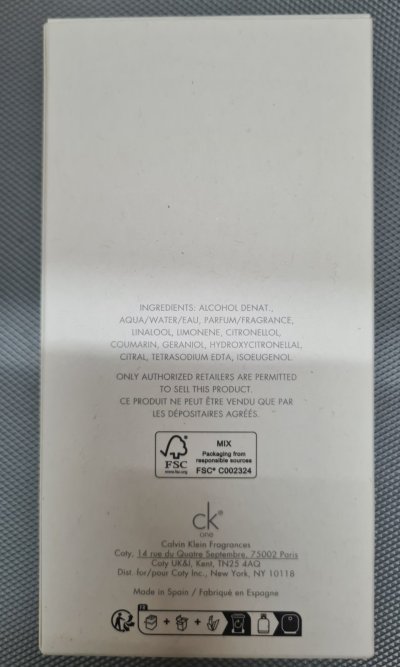 INGREDIENTS: ALCOHOL DENAT.,
AQUA/WATER/EAU, PARFUM/FRAGRANCE,
LINALOOL, LIMONENE, CITRONELLOL,
COUMARIN, GERANIOL, HYDROXYCITRONELLAL,
CITRAL, TETRASODIUM EDTA, ISOEUGENOL.
ONLY AUTHORIZED RETAILERS ARE PERMITTED
TO SELL THIS PRODUCT.
CE PRODUIT NE PEUT ÊTRE VENDU QUE PAR
LES DÉPOSITAIRES AGRÉÉS.
FSC
www.fsc.org
MIX
Packaging from
responsible sources
FSC® C002324
ck®
one
Calvin Klein Fragrances
Coty, 14 rue du Quatre Septembre, 75002 Paris
Coty UK&I, Kent, TN25 4AQ
Dist. for/pour Coty Inc., New York, NY 10118
Made in Spain / Fabriqué en Espagne
FR
+ +